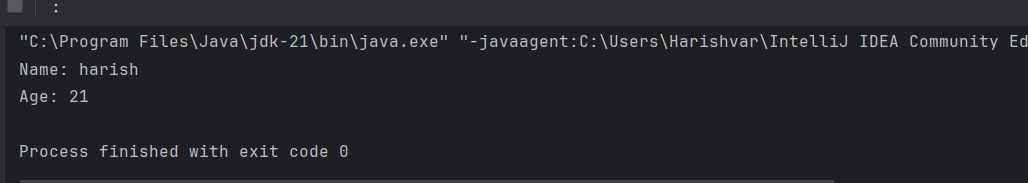 :
"C:\Program Files\Java\jdk-21\bin\java.exe" "-javaagent:C:\Users\Harishvar\IntelliJ IDEA Community Ed
Name: harish
Age: 21
Process finished with exit code 0